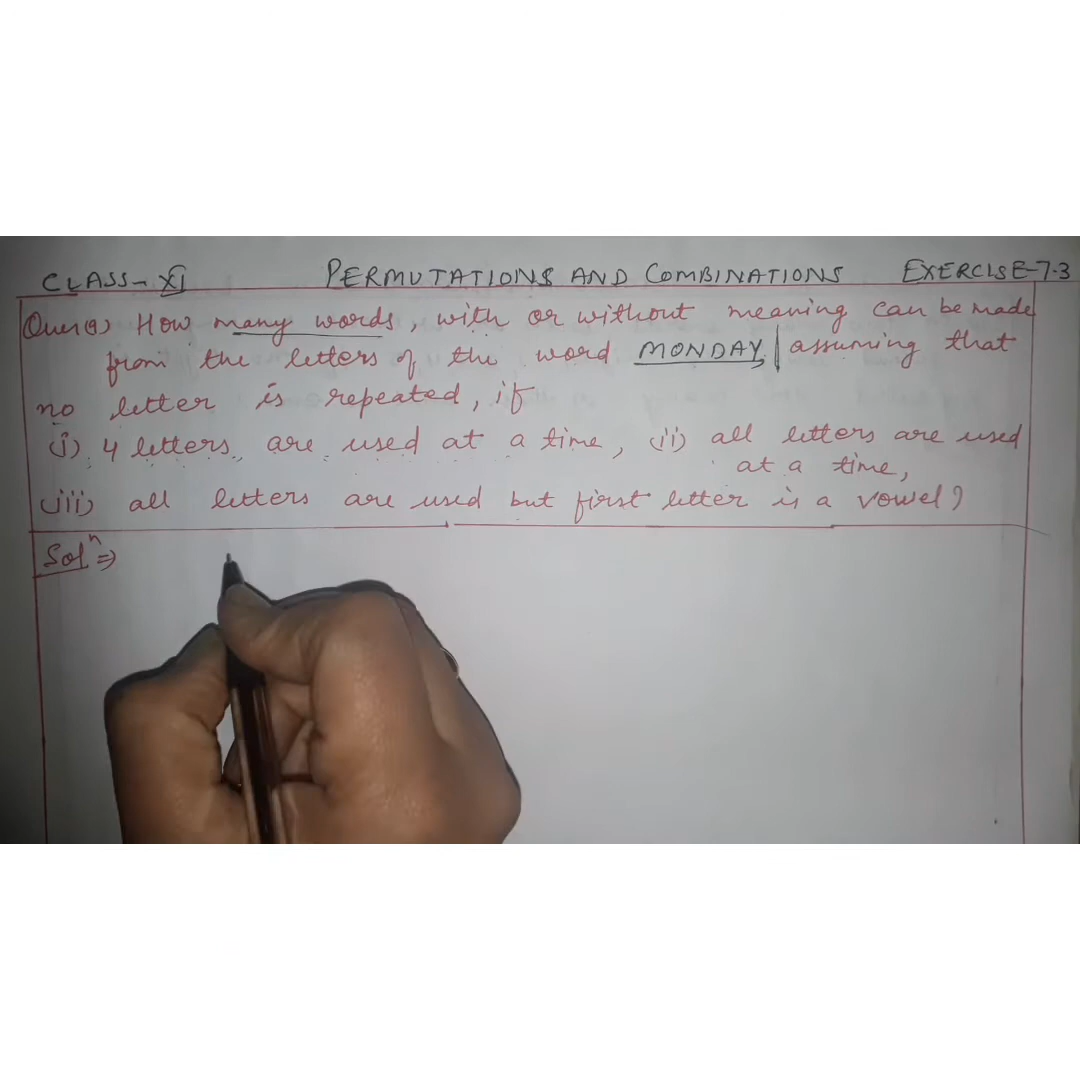 CLASS-XI PERMUTATIONS AND COMBINATIONS EXERCISE-7.3
Ques(9) How many words, with or without meaning can be made
from the letters of the word MONDAY, assuming that
no letter is repeated, if
(i) 4 letters are used at a time, (ii) all letters are used
at a time,
(iii) all letters are used but first letter is a vowel?
Solⁿ⇒